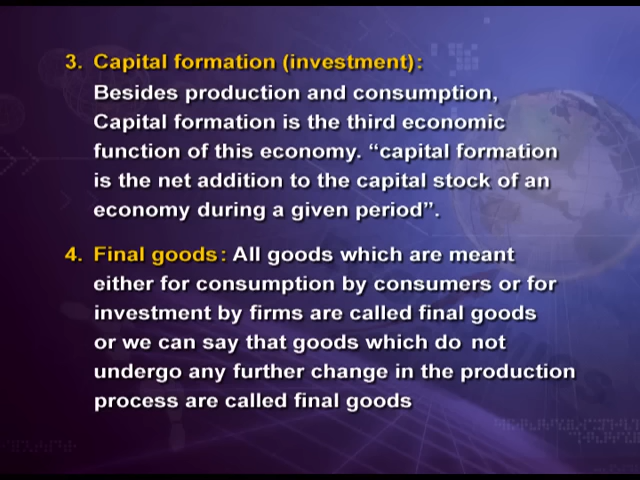 3. Capital formation (investment):
Besides production and consumption,
Capital formation is the third economic
function of this economy. “capital formation
is the net addition to the capital stock of an
economy during a given period”.
4. Final goods: All goods which are meant
either for consumption by consumers or for
investment by firms are called final goods
or we can say that goods which do not
undergo any further change in the production
process are called final goods